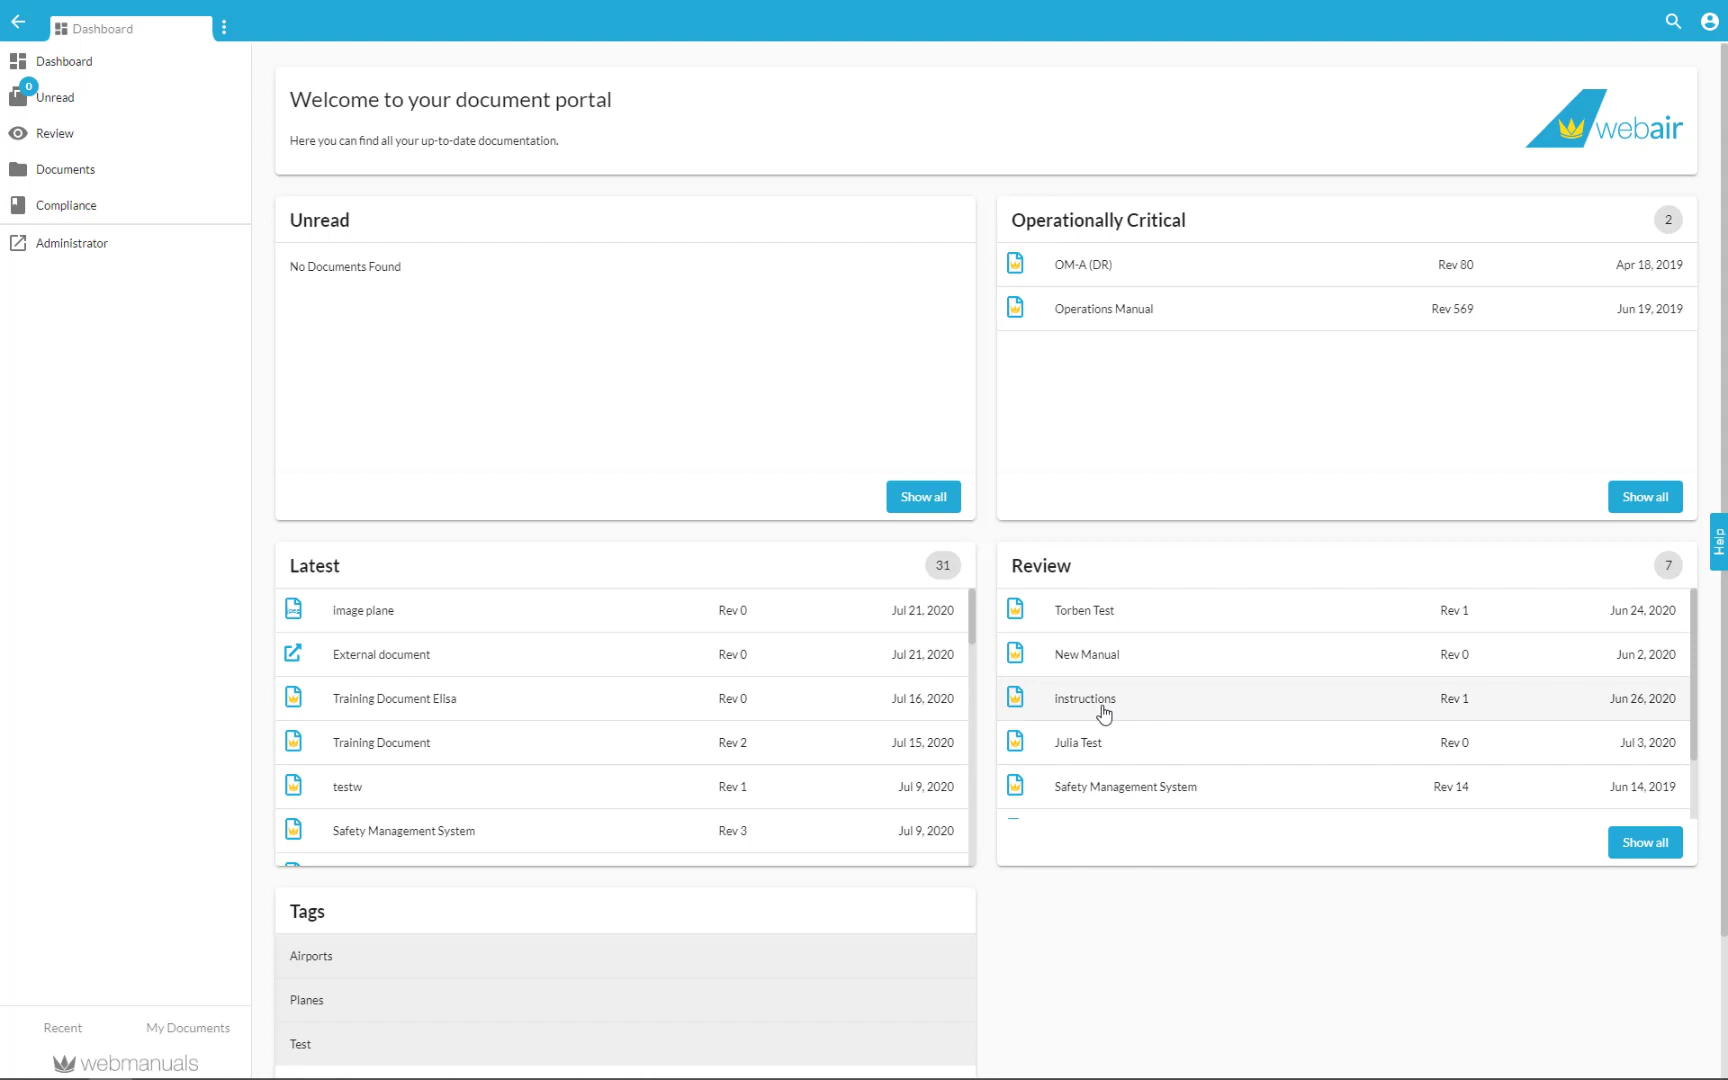 Dashboard
Dashboard
0
Unread
Review
Documents
Compliance
Administrator
Welcome to your document portal
Here you can find all your up-to-date documentation.
webair
Unread
No Documents Found
Show all
Operationally Critical 2
OM-A (DR) Rev 80 Apr 18, 2019
Operations Manual Rev 569 Jun 19, 2019
Show all
Latest 31
image plane Rev 0 Jul 21, 2020
External document Rev 0 Jul 21, 2020
Training Document Elisa Rev 0 Jul 16, 2020
Training Document Rev 2 Jul 15, 2020
testw Rev 1 Jul 9, 2020
Safety Management System Rev 3 Jul 9, 2020
Review 7
Torben Test Rev 1 Jun 24, 2020
New Manual Rev 0 Jun 2, 2020
instructions Rev 1 Jun 26, 2020
Julia Test Rev 0 Jul 3, 2020
Safety Management System Rev 14 Jun 14, 2019
Show all
Help
Tags
Airports
Planes
Test
Recent My Documents
webmanuals